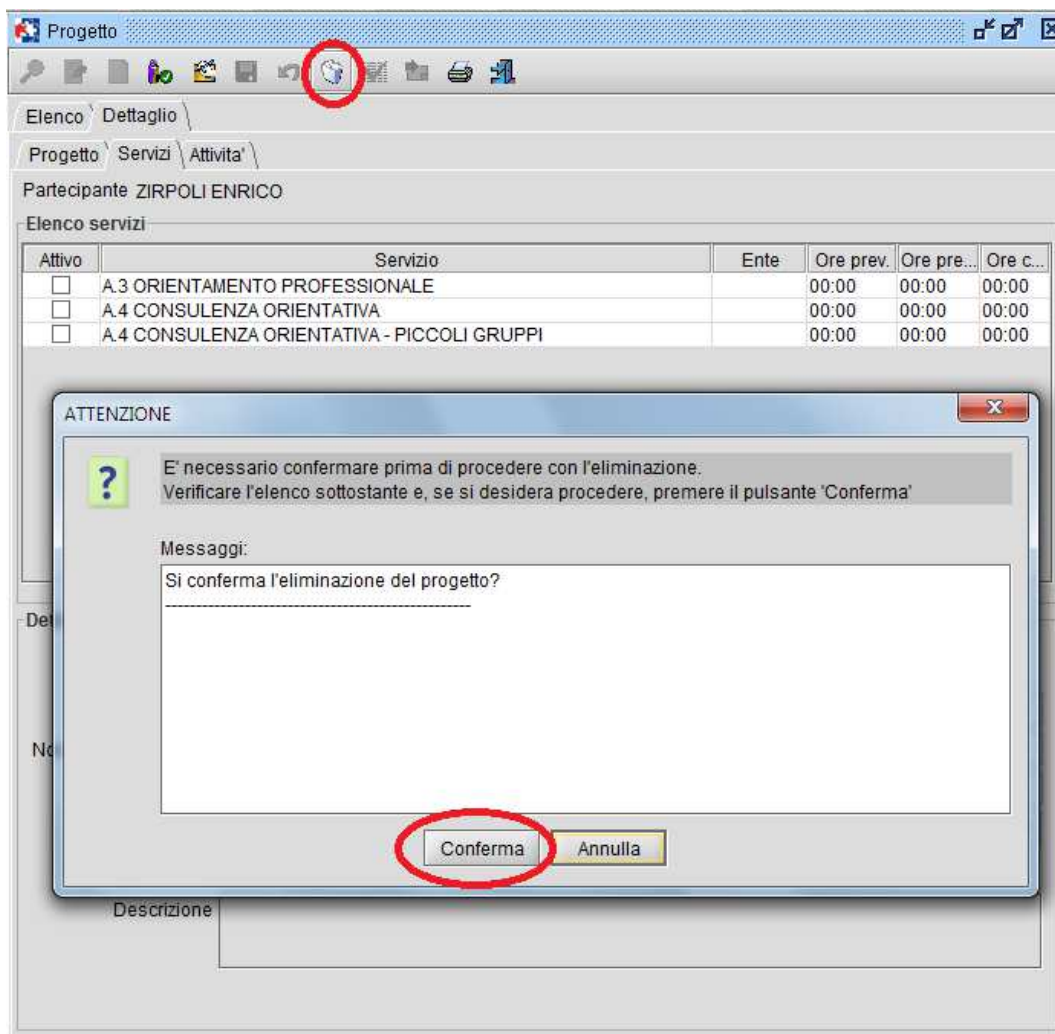 Progetto
Elenco Dettaglio
Progetto Servizi Attivita'
Partecipante ZIRPOLI ENRICO
Elenco servizi
Attivo Servizio Ente Ore prev. Ore pre... Ore c...
A.3 ORIENTAMENTO PROFESSIONALE 00:00 00:00 00:00
A.4 CONSULENZA ORIENTATIVA 00:00 00:00 00:00
A.4 CONSULENZA ORIENTATIVA - PICCOLI GRUPPI 00:00 00:00 00:00
ATTENZIONE
E' necessario confermare prima di procedere con l'eliminazione.
Verificare l'elenco sottostante e, se si desidera procedere, premere il pulsante 'Conferma'
Messaggi:
Si conferma l'eliminazione del progetto?
--------------------------------------------------
Conferma Annulla
Descrizione